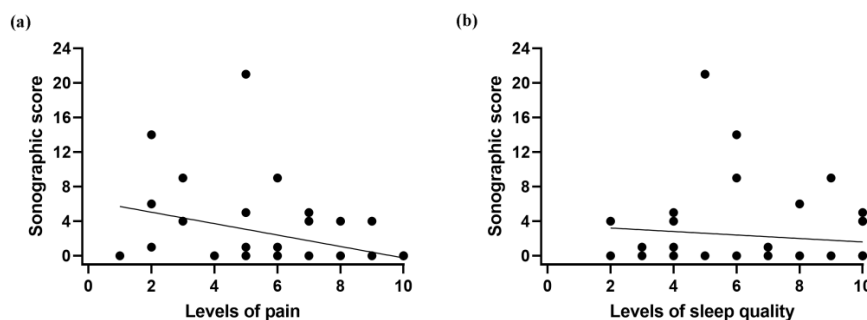 (a)
24
20
16
12
8
4
0
Sonographic score
0 2 4 6 8 10
Levels of pain
(b)
24
20
16
12
8
4
0
Sonographic score
0 2 4 6 8 10
Levels of sleep quality